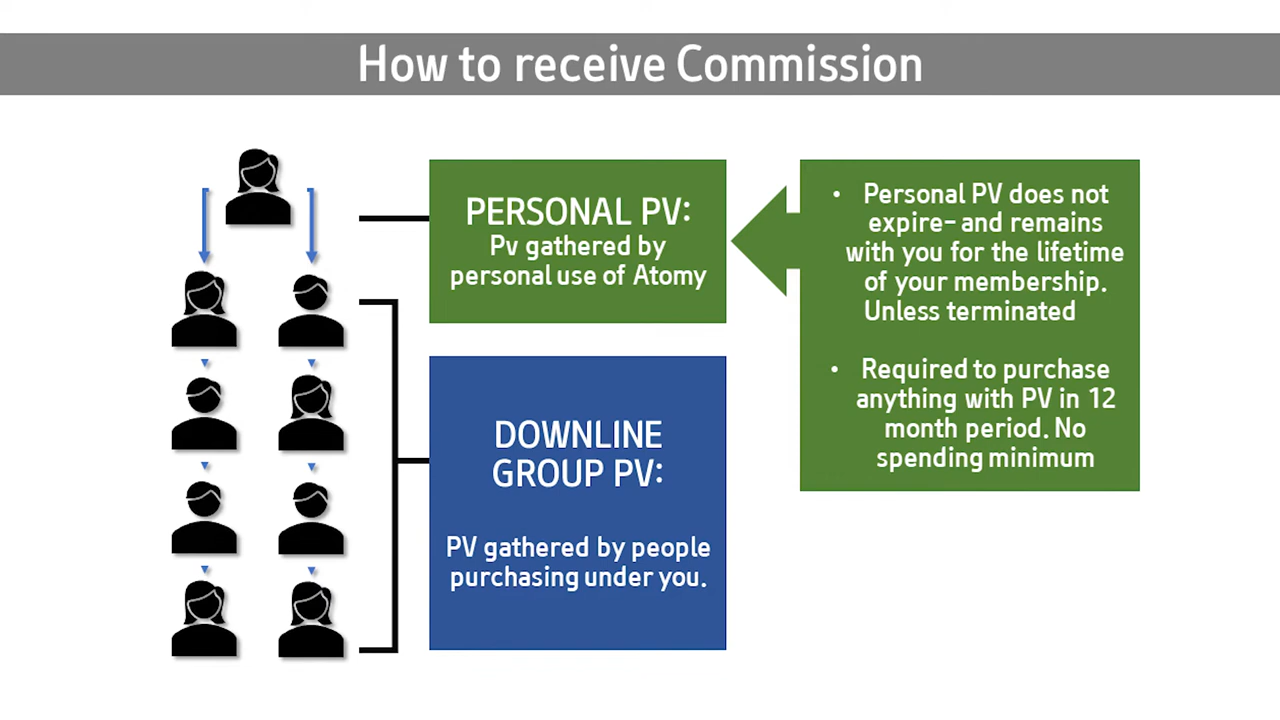 How to receive Commission
PERSONAL PV:
Pv gathered by
personal use of Atomy
• Personal PV does not
expire- and remains
with you for the lifetime
of your membership.
Unless terminated
• Required to purchase
anything with PV in 12
month period. No
spending minimum
DOWNLINE
GROUP PV:
PV gathered by people
purchasing under you.